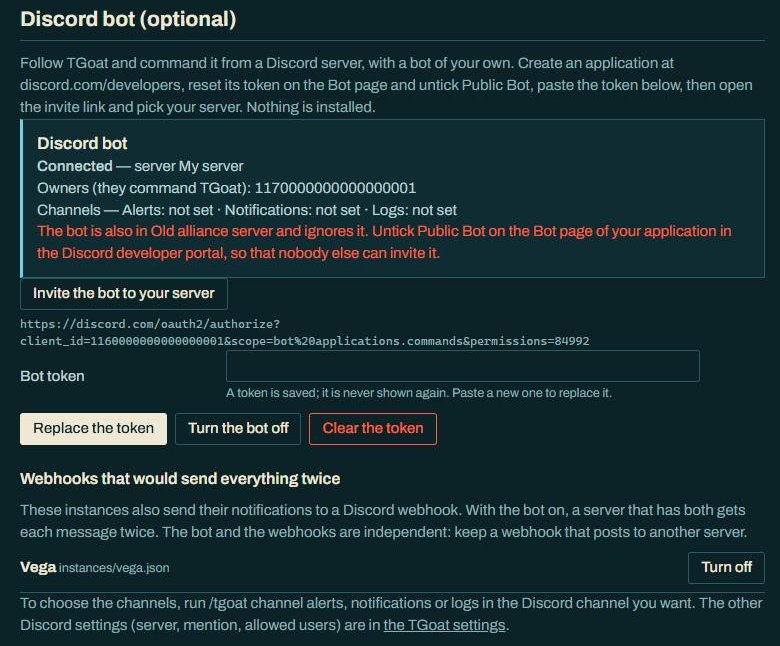 Discord bot (optional)
Follow TGoat and command it from a Discord server, with a bot of your own. Create an application at
discord.com/developers, reset its token on the Bot page and untick Public Bot, paste the token below, then open
the invite link and pick your server. Nothing is installed.
Discord bot
Connected — server My server
Owners (they command TGoat): 1170000000000000001
Channels — Alerts: not set · Notifications: not set · Logs: not set
The bot is also in Old alliance server and ignores it. Untick Public Bot on the Bot page of your application in
the Discord developer portal, so that nobody else can invite it.
Invite the bot to your server
https://discord.com/oauth2/authorize?
client_id=1160000000000000001&scope=bot%20applications.commands&permissions=84992
Bot token
A token is saved; it is never shown again. Paste a new one to replace it.
Replace the token Turn the bot off Clear the token
Webhooks that would send everything twice
These instances also send their notifications to a Discord webhook. With the bot on, a server that has both gets
each message twice. The bot and the webhooks are independent: keep a webhook that posts to another server.
Vega instances/vega.json Turn off
To choose the channels, run /tgoat channel alerts, notifications or logs in the Discord channel you want. The other
Discord settings (server, mention, allowed users) are in the TGoat settings.